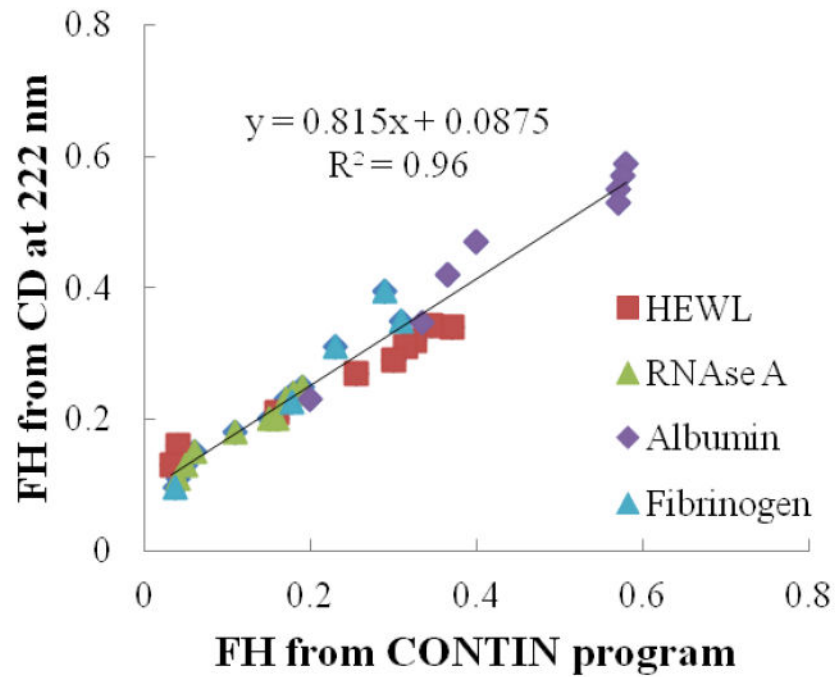 0.8
0.6
0.4
0.2
0
FH from CD at 222 nm
y = 0.815x + 0.0875
R² = 0.96
HEWL
RNAse A
Albumin
Fibrinogen
0 0.2 0.4 0.6 0.8
FH from CONTIN program